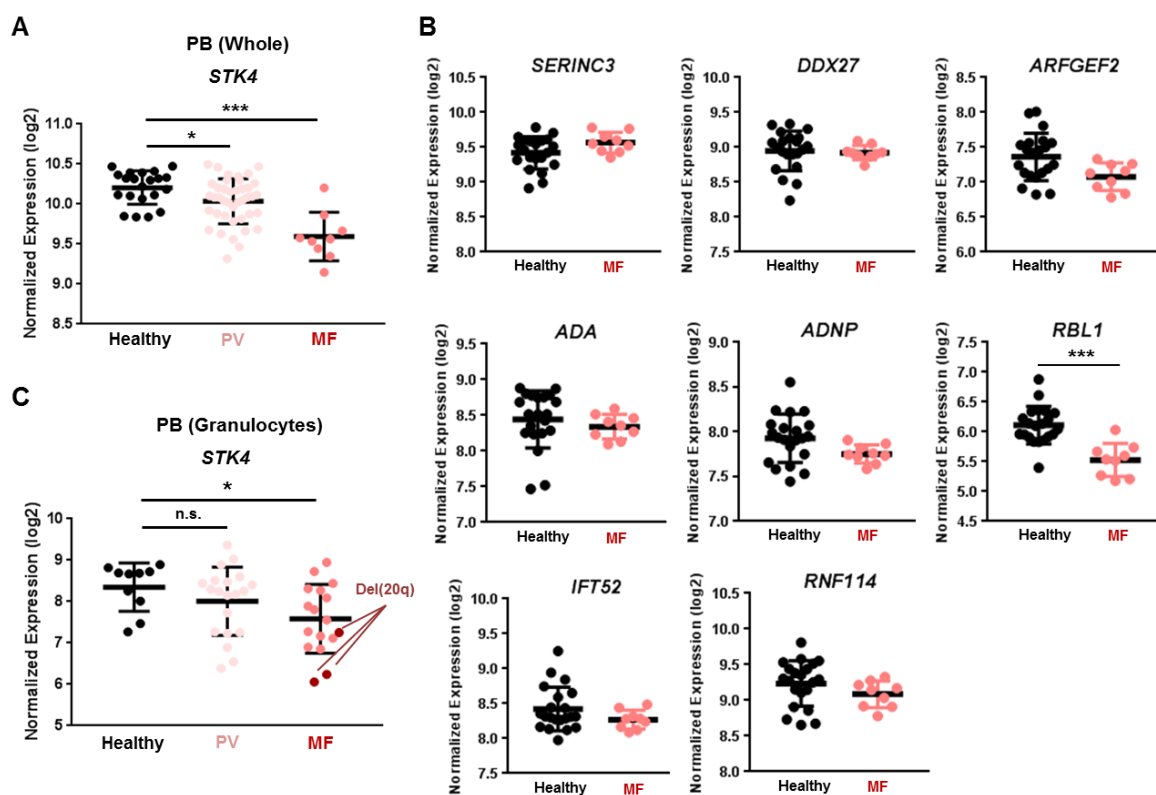 A
PB (Whole)
STK4
***
*
Normalized Expression (log2)
11.0
10.5
10.0
9.5
9.0
8.5
Healthy
PV
MF
B
SERINC3
Normalized Expression (log2)
10.5
10.0
9.5
9.0
8.5
8.0
Healthy
MF
DDX27
Normalized Expression (log2)
10.0
9.5
9.0
8.5
8.0
7.5
Healthy
MF
ARFGEF2
Normalized Expression (log2)
8.5
8.0
7.5
7.0
6.5
6.0
Healthy
MF
ADA
Normalized Expression (log2)
9.5
9.0
8.5
8.0
7.5
7.0
Healthy
MF
ADNP
Normalized Expression (log2)
9.0
8.5
8.0
7.5
7.0
Healthy
MF
RBL1
***
Normalized Expression (log2)
7.5
7.0
6.5
6.0
5.5
5.0
4.5
Healthy
MF
C
PB (Granulocytes)
STK4
*
n.s.
Del(20q)
Normalized Expression (log2)
10
9
8
7
6
5
Healthy
PV
MF
IFT52
Normalized Expression (log2)
10.0
9.5
9.0
8.5
8.0
7.5
Healthy
MF
RNF114
Normalized Expression (log2)
10.5
10.0
9.5
9.0
8.5
8.0
Healthy
MF